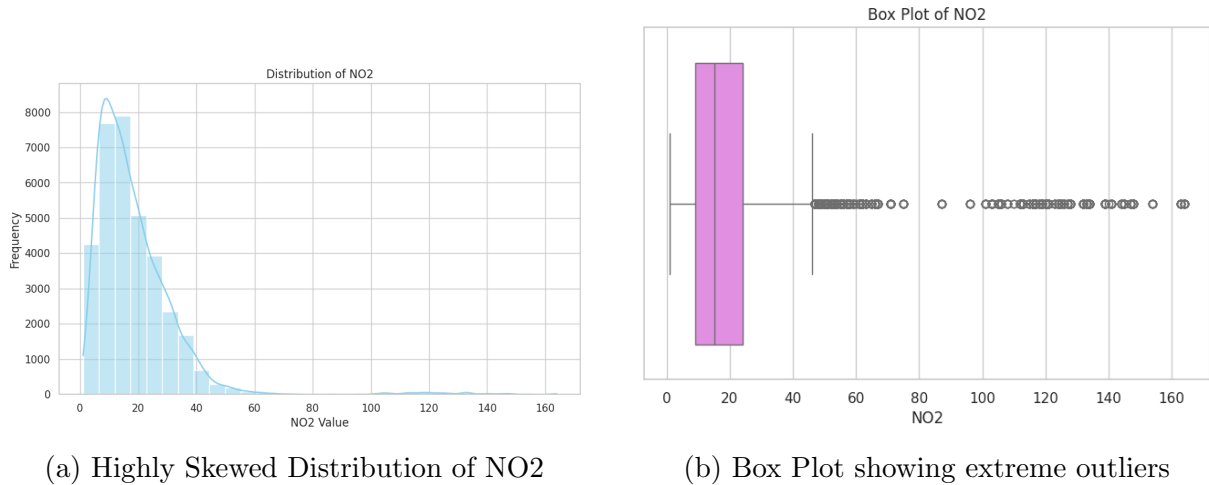 Distribution of NO2
Frequency
8000
7000
6000
5000
4000
3000
2000
1000
0
0 20 40 60 80 100 120 140 160
NO2 Value
(a) Highly Skewed Distribution of NO2
Box Plot of NO2
0 20 40 60 80 100 120 140 160
NO2
(b) Box Plot showing extreme outliers